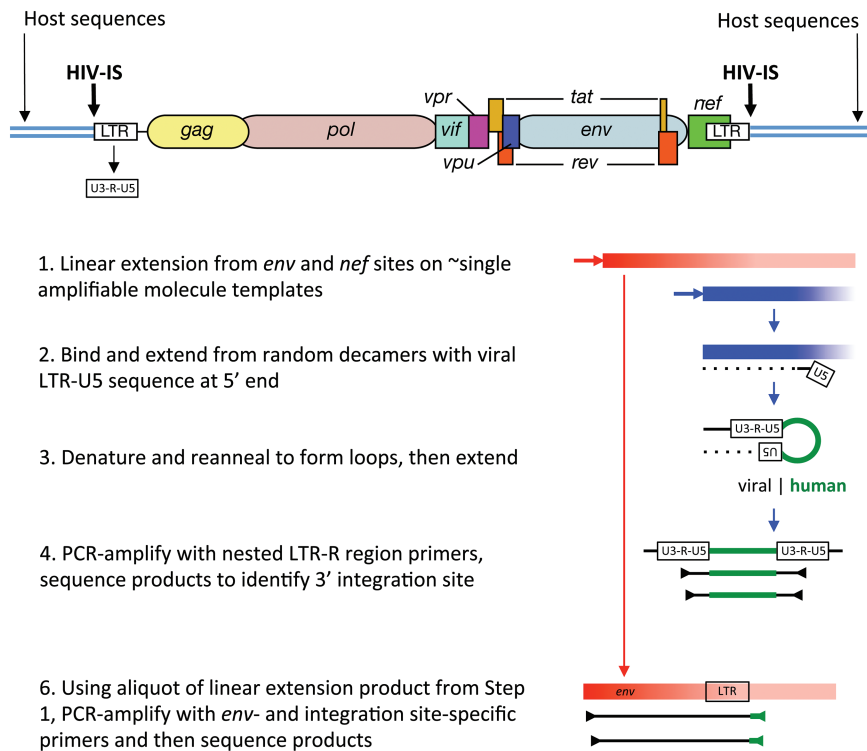 Host sequences
Host sequences
HIV-IS
HIV-IS
vpr
tat
nef
LTR
gag
pol
vif
env
LTR
vpu
rev
U3-R-U5
1. Linear extension from env and nef sites on ~single
amplifiable molecule templates
2. Bind and extend from random decamers with viral
LTR-U5 sequence at 5’ end
U5
3. Denature and reanneal to form loops, then extend
U3-R-U5
U5
viral | human
4. PCR-amplify with nested LTR-R region primers,
sequence products to identify 3’ integration site
U3-R-U5
U3-R-U5
6. Using aliquot of linear extension product from Step
1, PCR-amplify with env- and integration site-specific
primers and then sequence products
env
LTR